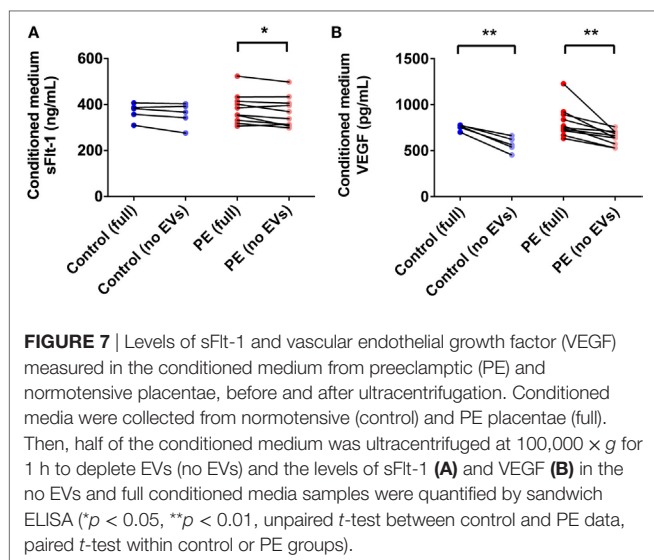 A
B
*
**
**
Conditioned medium
sFlt-1 (ng/mL)
600
400
200
0
Control (full)
Control (no EVs)
PE (full)
PE (no EVs)
Conditioned medium
VEGF (pg/mL)
1500
1000
500
0
Control (full)
Control (no EVs)
PE (full)
PE (no EVs)
FIGURE 7 | Levels of sFlt-1 and vascular endothelial growth factor (VEGF)
measured in the conditioned medium from preeclamptic (PE) and
normotensive placentae, before and after ultracentrifugation. Conditioned
media were collected from normotensive (control) and PE placentae (full).
Then, half of the conditioned medium was ultracentrifuged at 100,000 × g for
1 h to deplete EVs (no EVs) and the levels of sFlt-1 (A) and VEGF (B) in the
no EVs and full conditioned media samples were quantified by sandwich
ELISA (*p < 0.05, **p < 0.01, unpaired t-test between control and PE data,
paired t-test within control or PE groups).